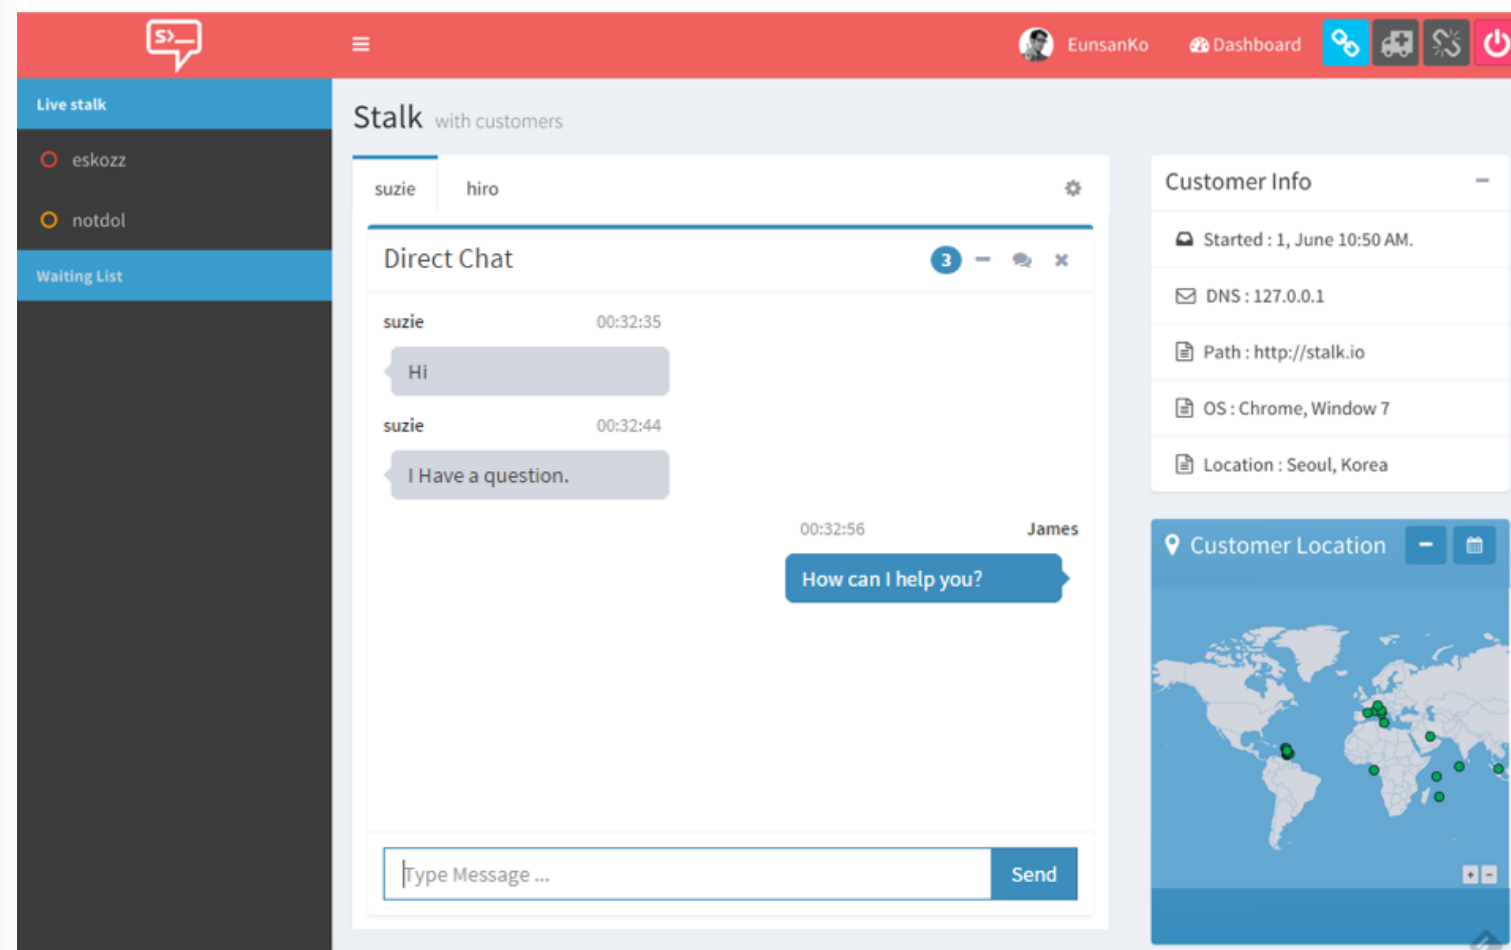 S>_
EunsanKo
Dashboard
Live stalk
eskozz
notdol
Waiting List
Stalk with customers
suzie hiro
Direct Chat
3
suzie 00:32:35
Hi
suzie 00:32:44
I Have a question.
00:32:56 James
How can I help you?
Type Message ...
Send
Customer Info
Started : 1, June 10:50 AM.
DNS : 127.0.0.1
Path : http://stalk.io
OS : Chrome, Window 7
Location : Seoul, Korea
Customer Location
+ −